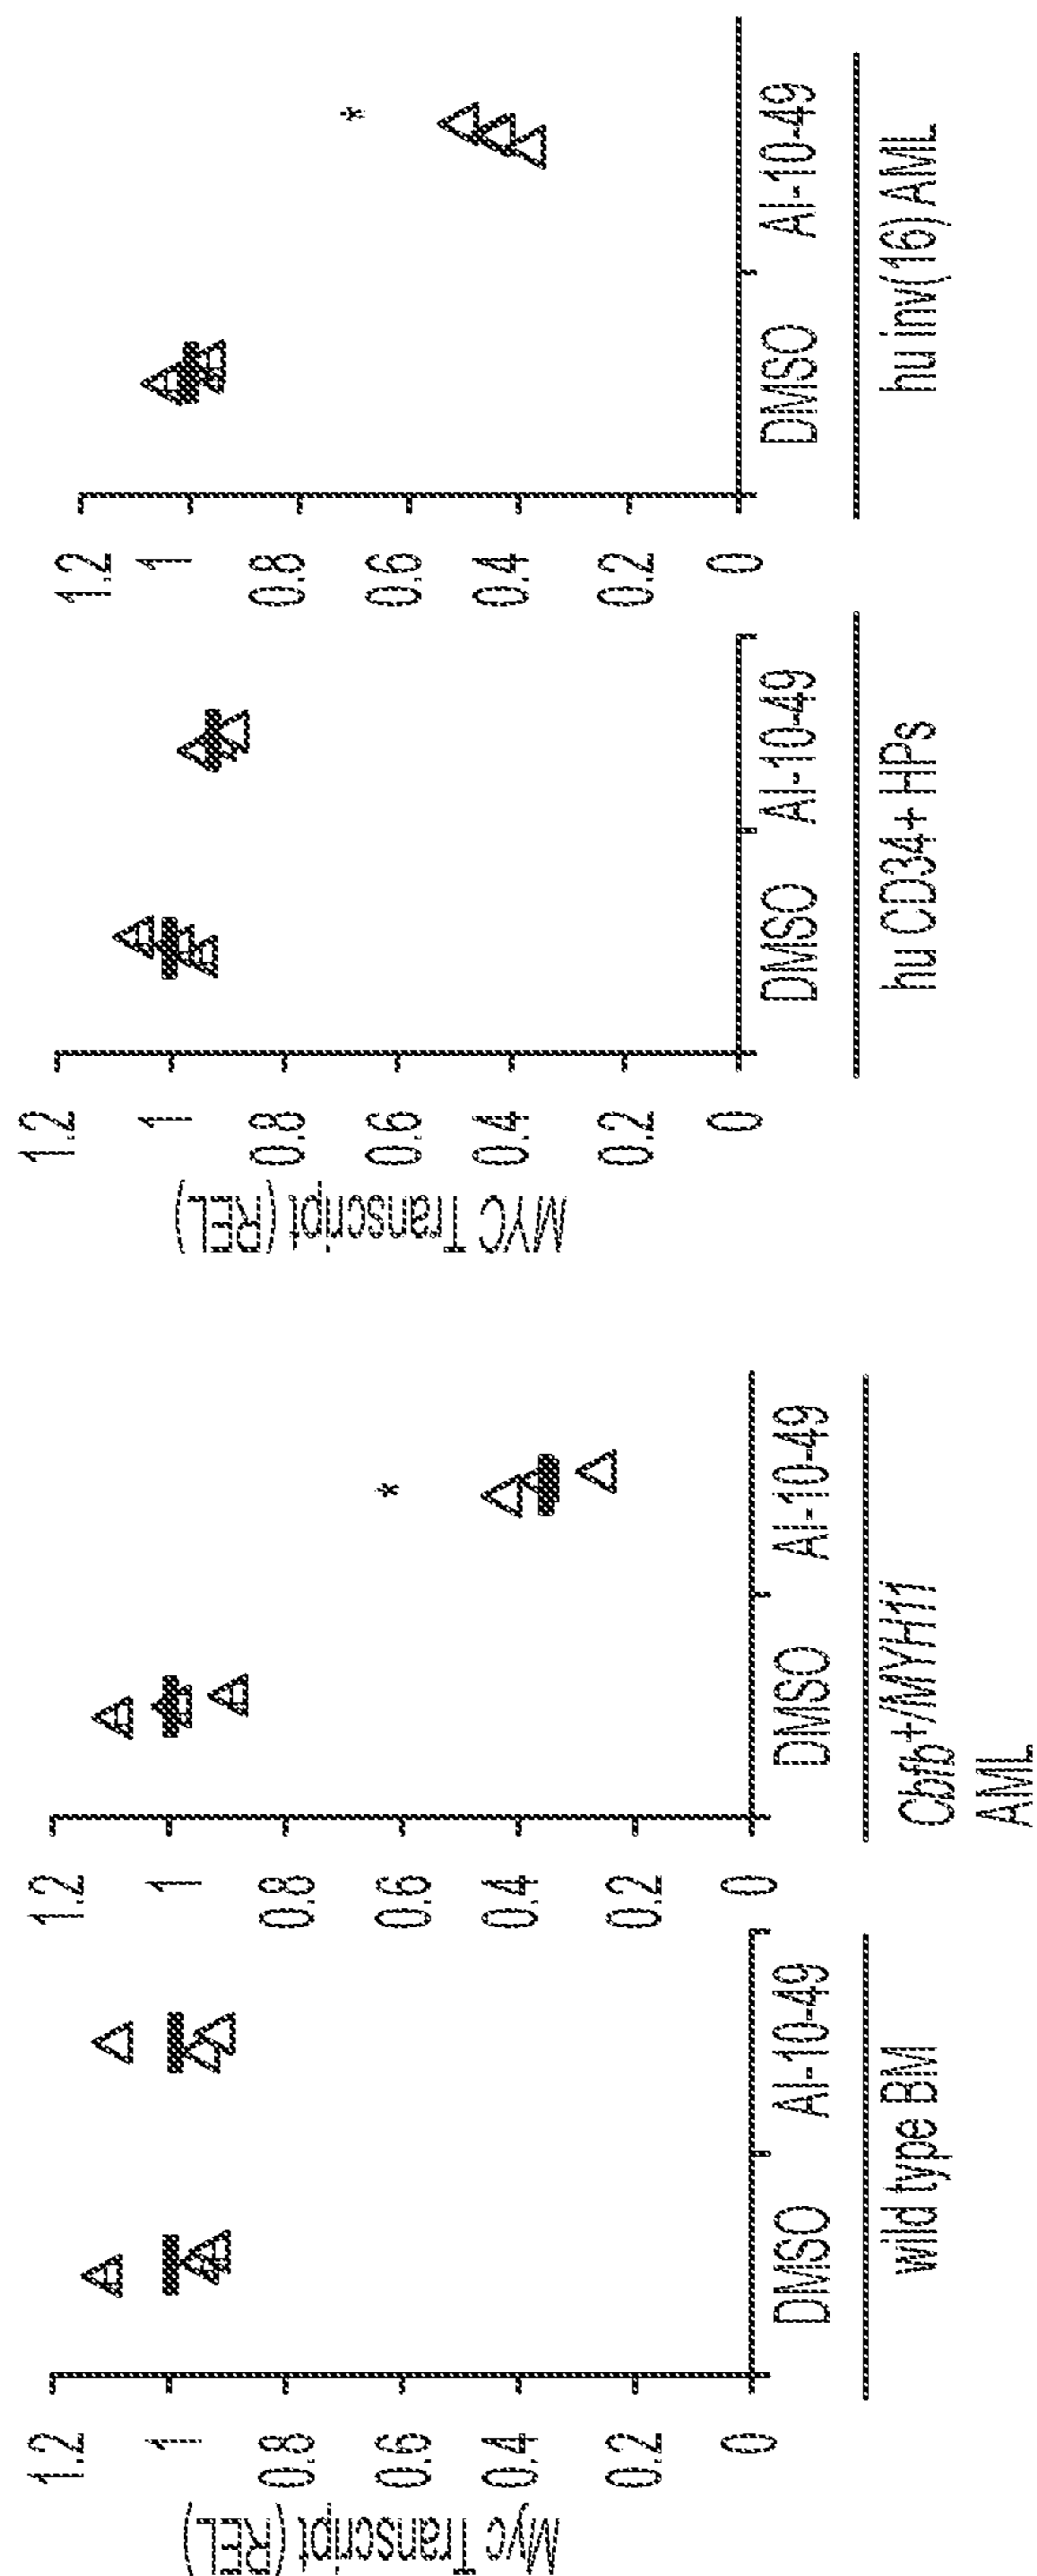 Myc Transcript (REL)
1.2
1
0.8
0.6
0.4
0.2
0
DMSO AI-10-49
wild type BM
1.2
1
0.8
0.6
0.4
0.2
0
*
DMSO AI-10-49
Cbfb+/MYH11
AML
MYC Transcript (REL)
1.2
1
0.8
0.6
0.4
0.2
0
DMSO AI-10-49
hu CD34+ HPs
1.2
1
0.8
0.6
0.4
0.2
0
*
DMSO AI-10-49
hu inv(16) AML